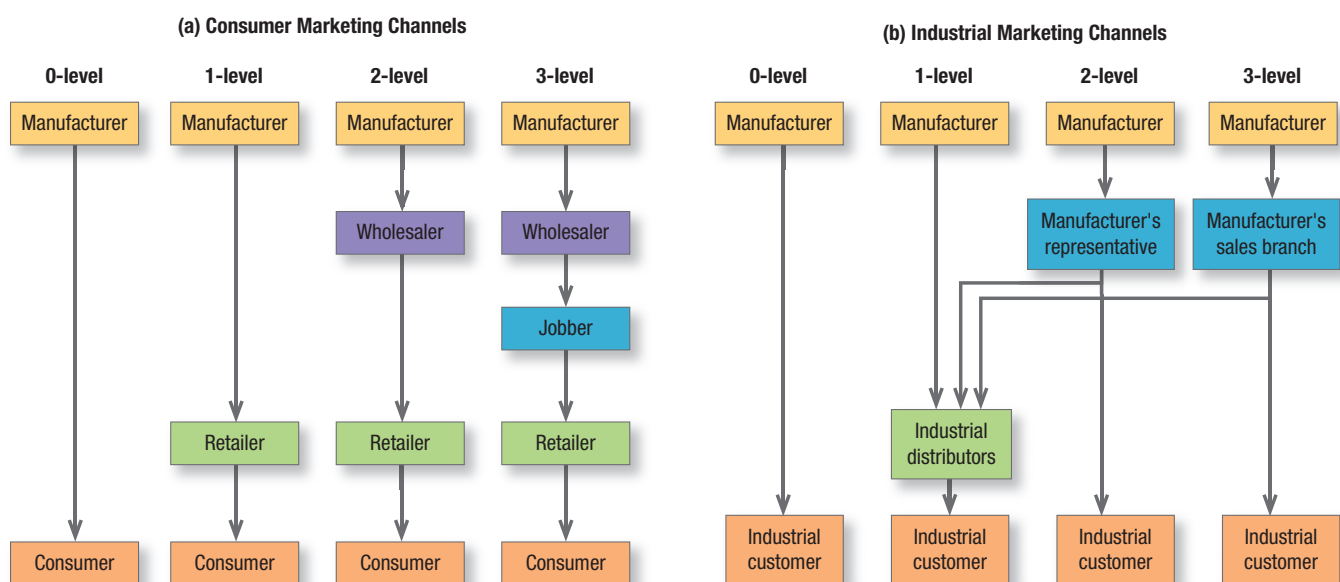 (a) Consumer Marketing Channels
0-level
1-level
2-level
3-level
Manufacturer
Manufacturer
Manufacturer
Manufacturer
Wholesaler
Wholesaler
Jobber
Retailer
Retailer
Retailer
Consumer
Consumer
Consumer
Consumer
(b) Industrial Marketing Channels
0-level
1-level
2-level
3-level
Manufacturer
Manufacturer
Manufacturer
Manufacturer
Manufacturer's
representative
Manufacturer's
sales branch
Industrial
distributors
Industrial
customer
Industrial
customer
Industrial
customer
Industrial
customer